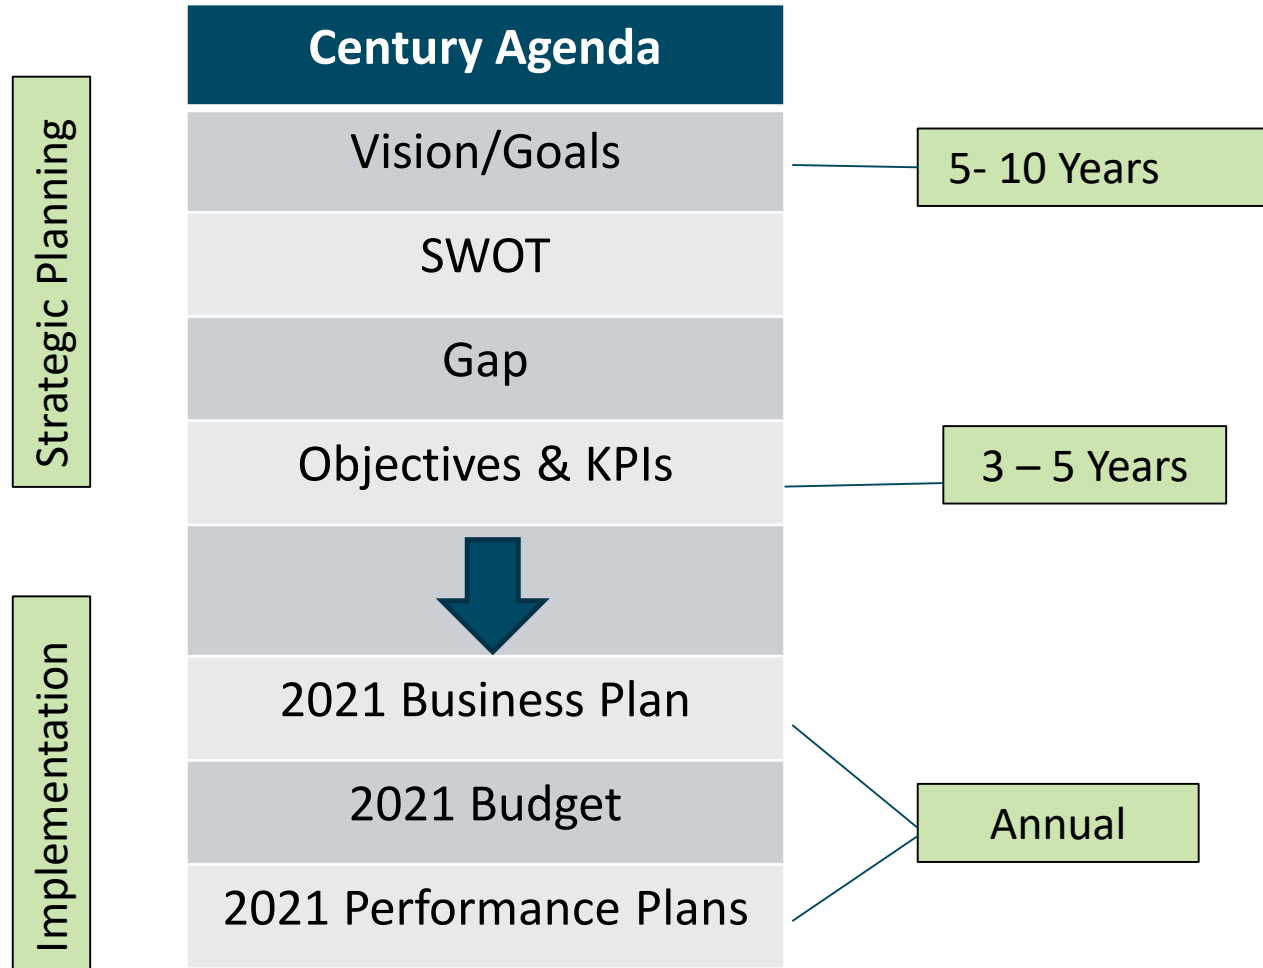 Century Agenda
Strategic Planning
Vision/Goals
5- 10 Years
SWOT
Gap
Objectives & KPIs
3 – 5 Years
Implementation
2021 Business Plan
2021 Budget
Annual
2021 Performance Plans